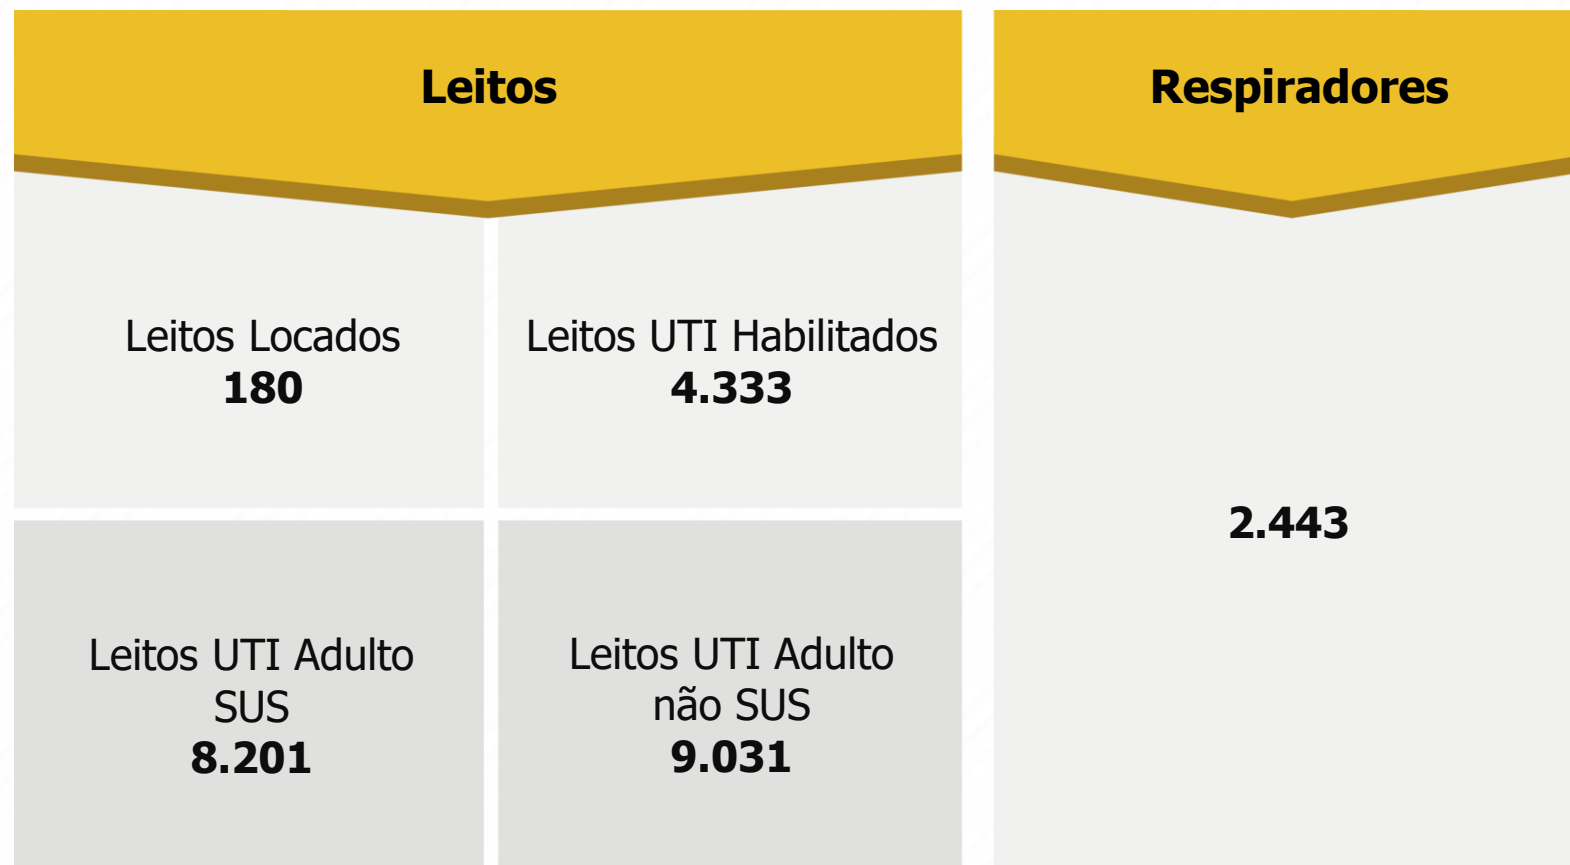 Leitos
Leitos Locados
180
Leitos UTI Habilitados
4.333
Leitos UTI Adulto
SUS
8.201
Leitos UTI Adulto
não SUS
9.031
Respiradores
2.443